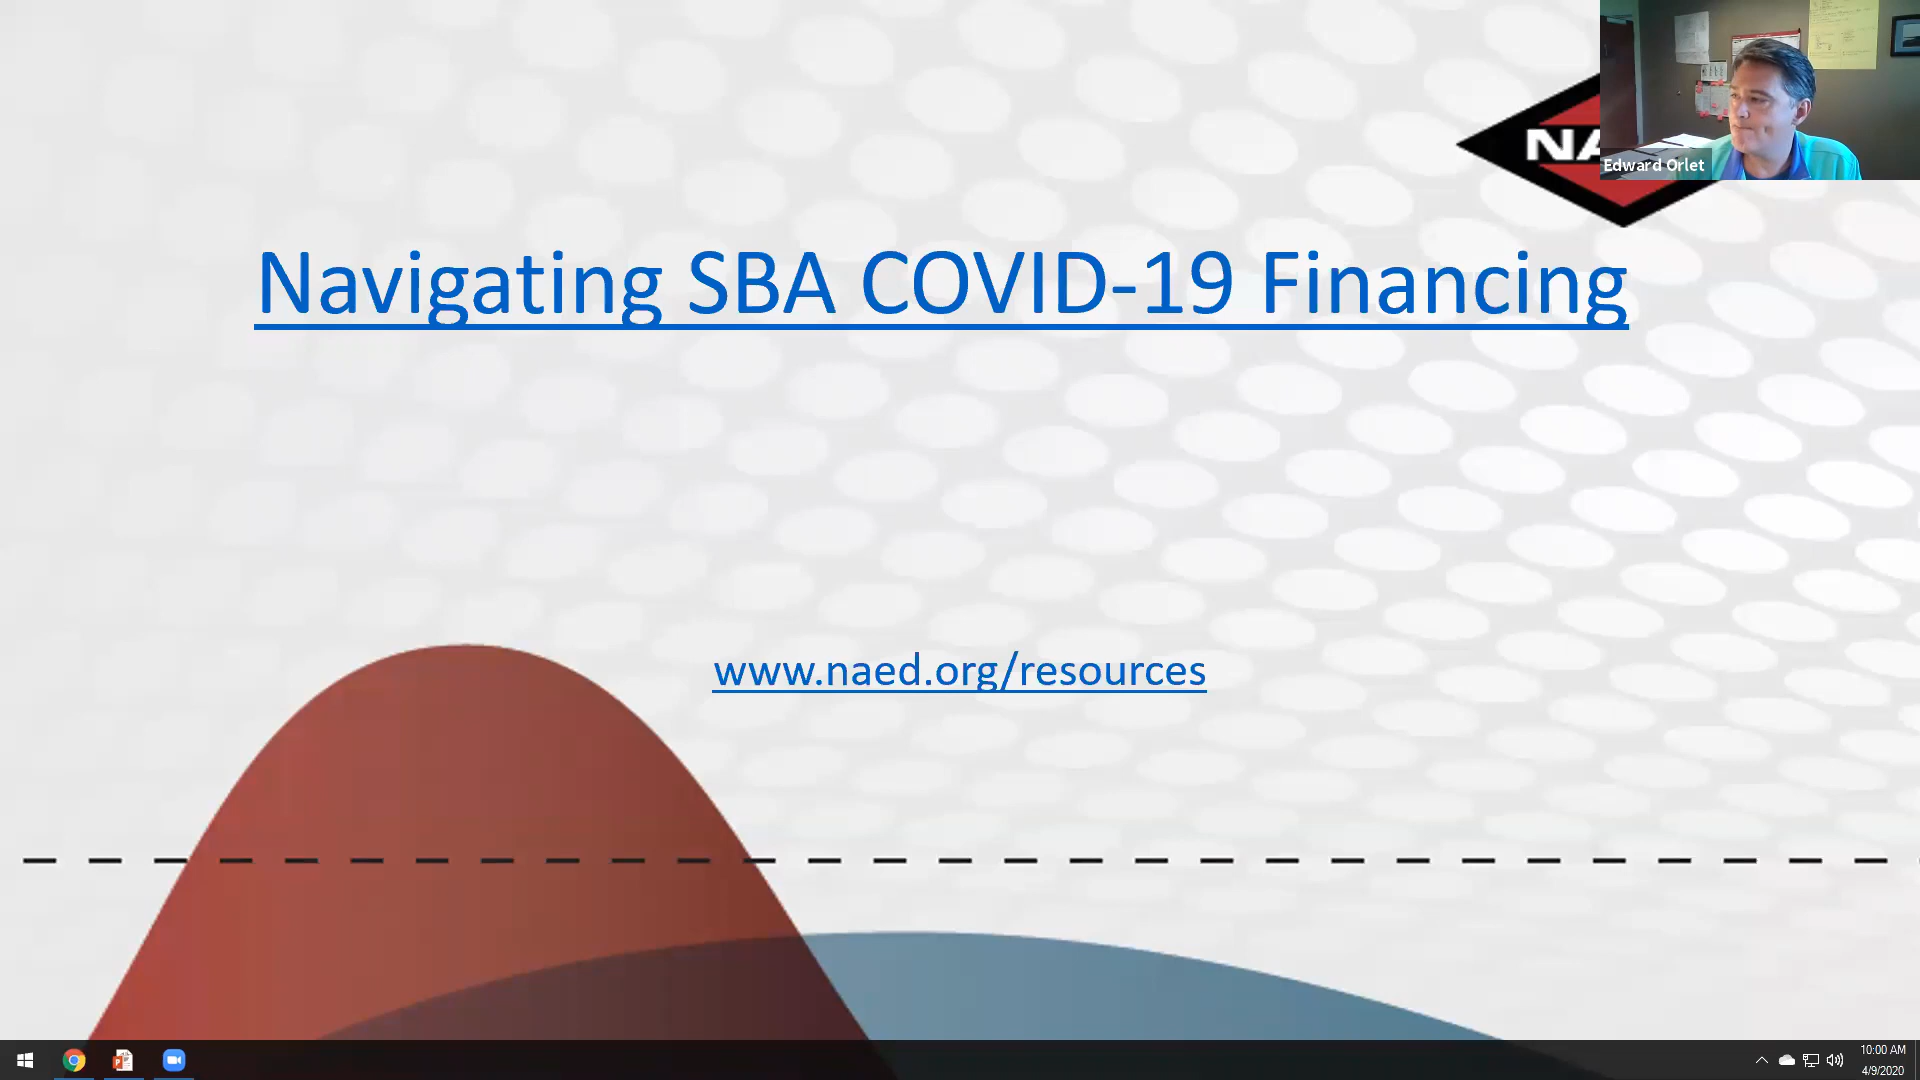 NA
Edward Orlet
Navigating SBA COVID-19 Financing
www.naed.org/resources
10:00 AM
4/9/2020